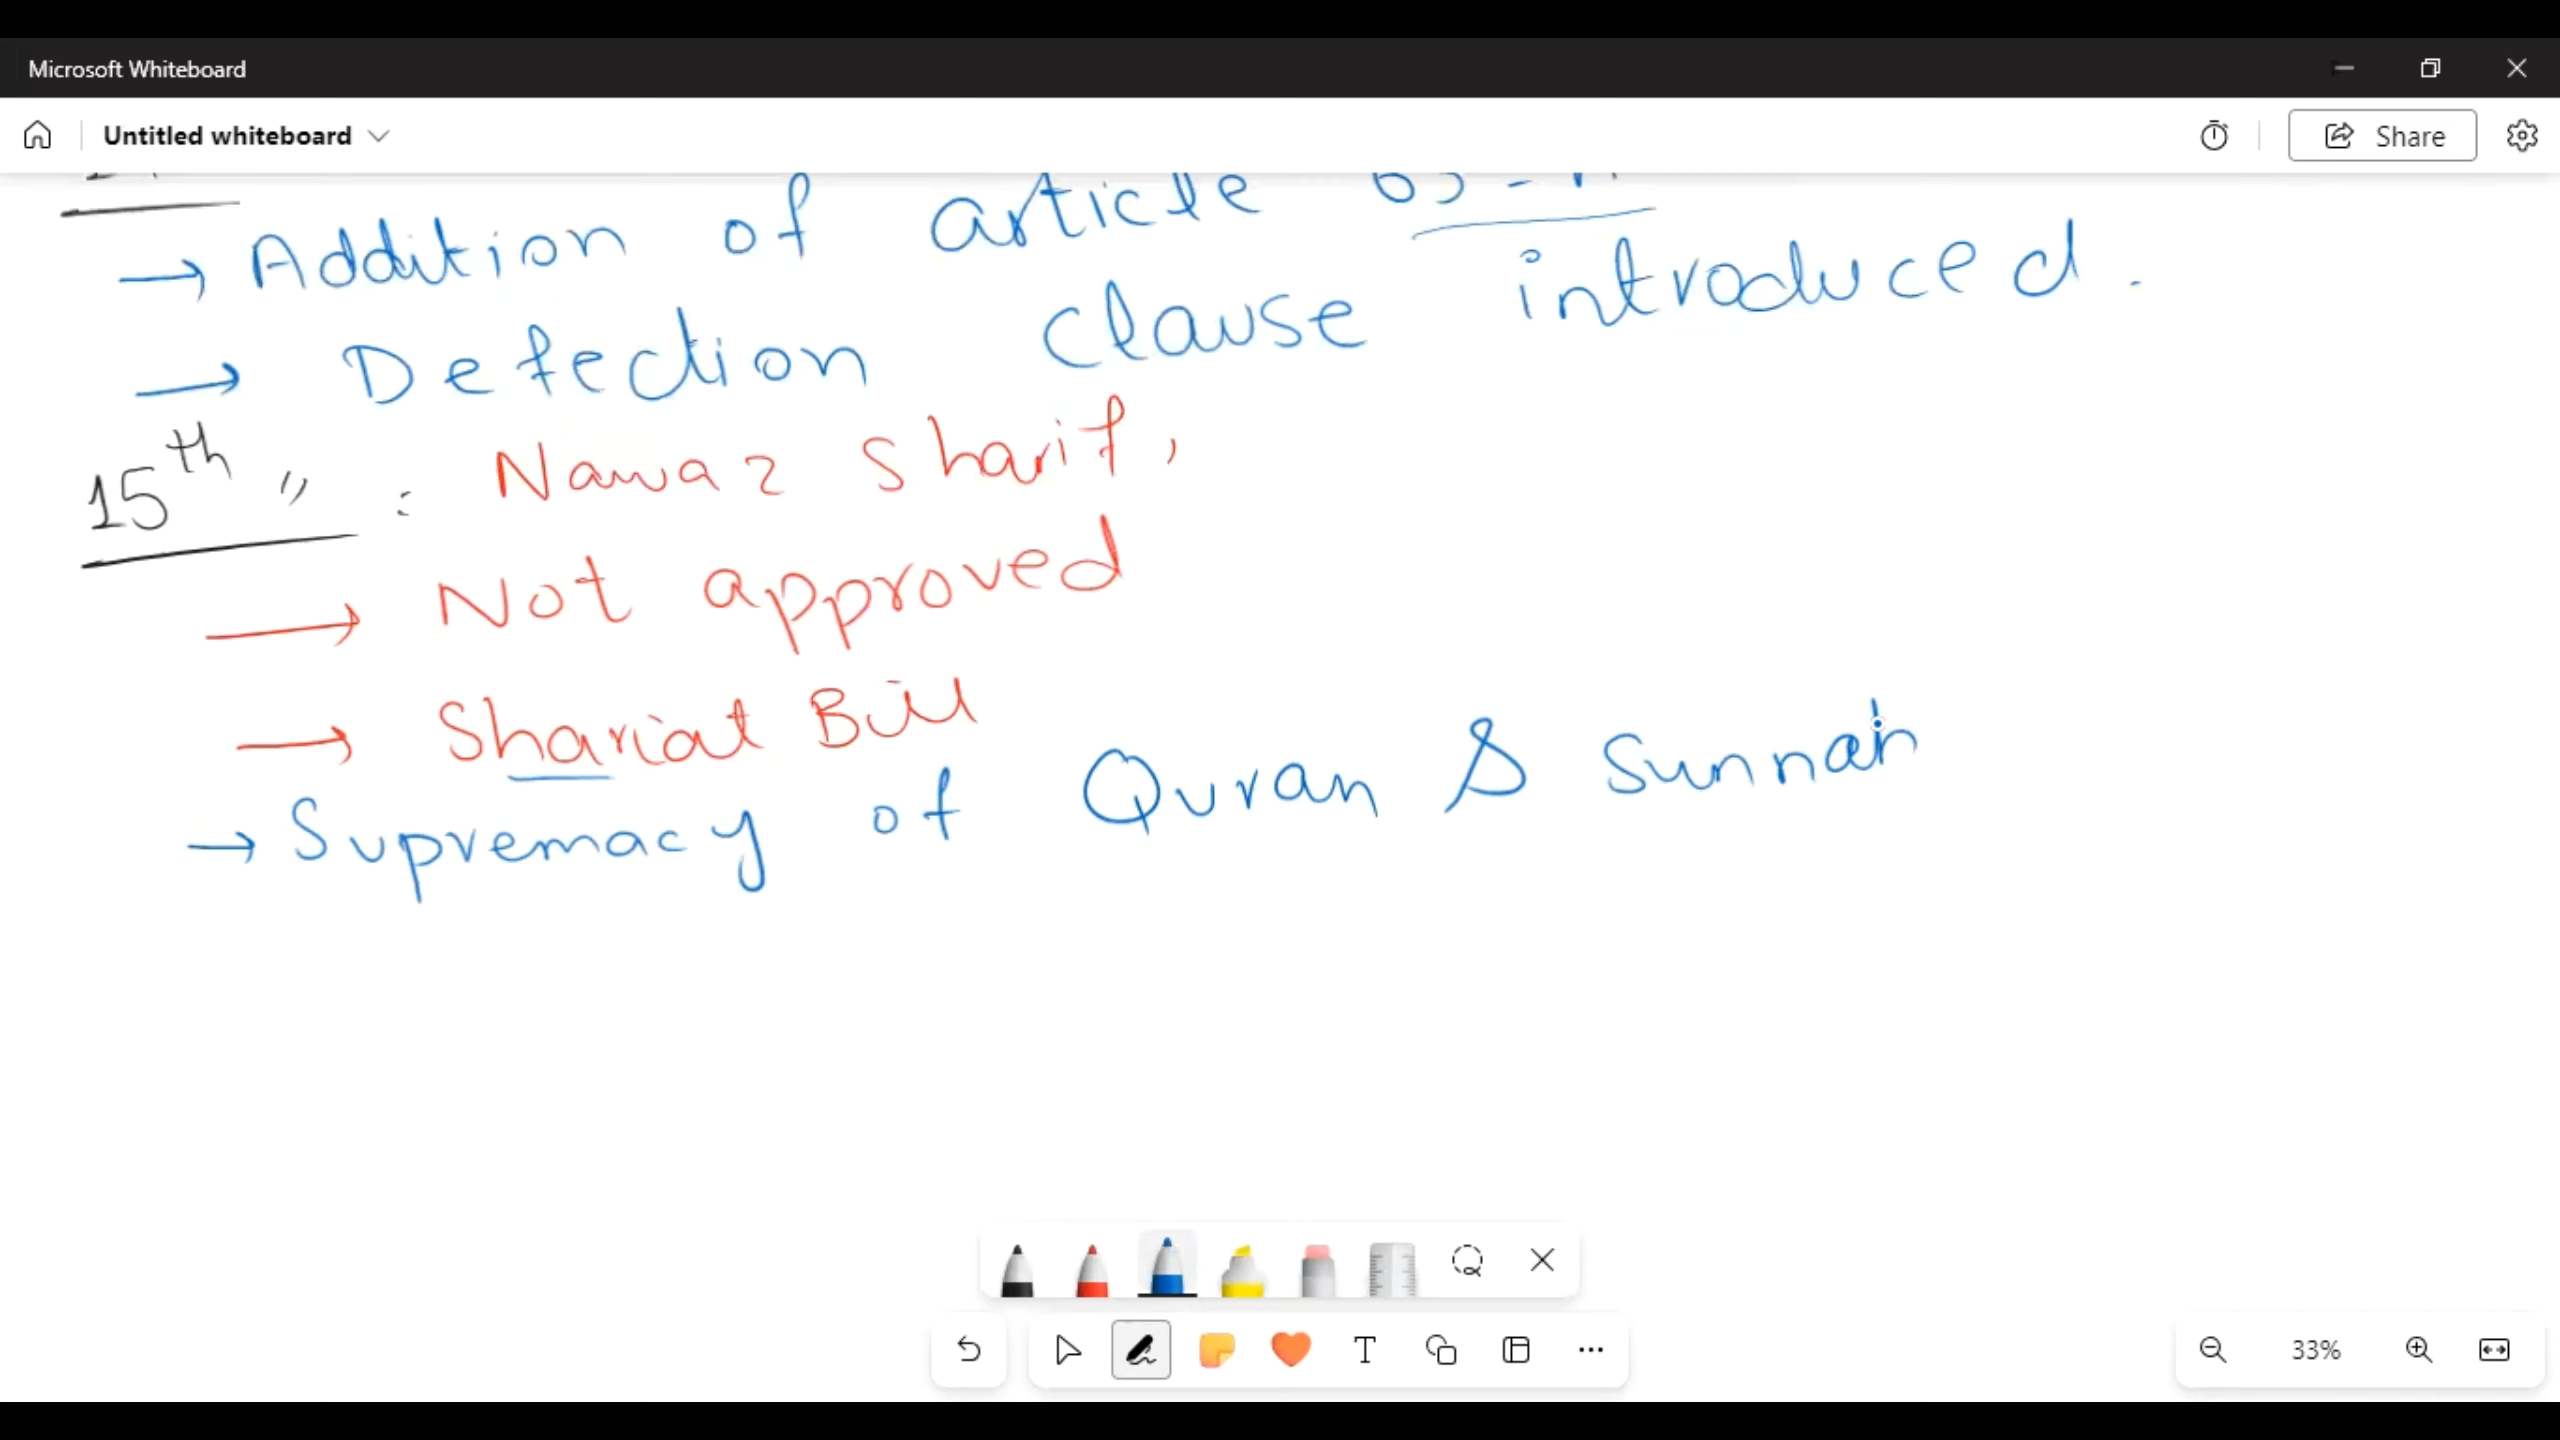 Microsoft Whiteboard
Untitled whiteboard
Share
→ Addition of article
→ Defection clause introduced.
15th " : Nawaz Sharif,
→ Not approved
→ Shariat Bill
→ Supremacy of Quran & Sunnah
T
33%